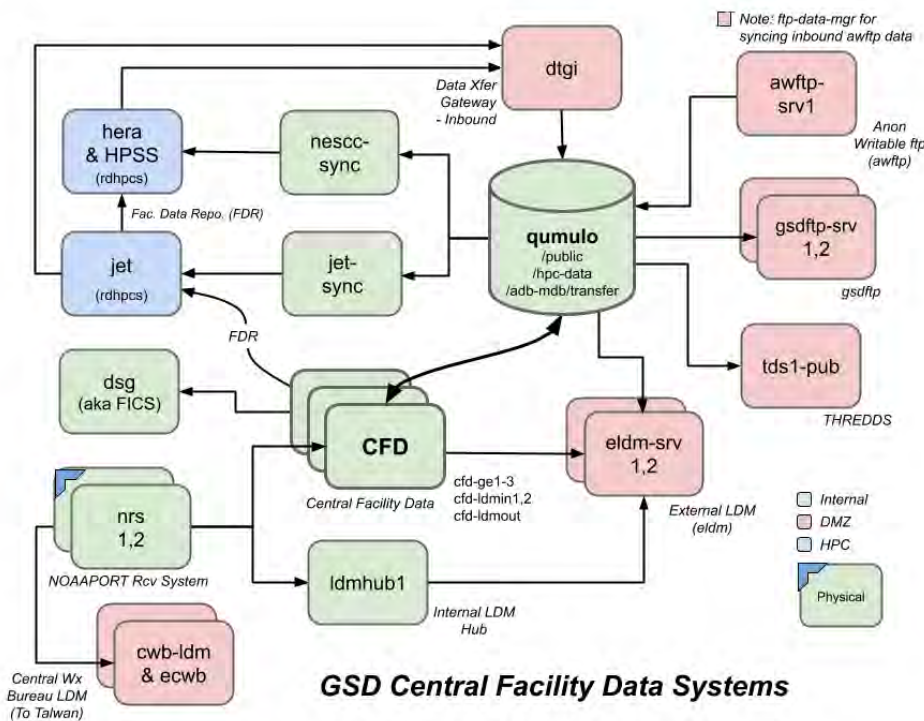 Note: ftp-data-mgr for
syncing inbound awftp data
dtgi
Data Xfer
Gateway
- Inbound
awftp-
srv1
Anon
Writable ftp
(awftp)
hera
& HPSS
(rdhpcs)
nescc-
sync
Fac. Data Repo. (FDR)
qumulo
/public
/hpc-data
/adb-mdb/transfer
gsdftp-srv
1,2
gsdftp
jet
(rdhpcs)
jet-
sync
FDR
tds1-pub
THREDDS
dsg
(aka FICS)
CFD
Central Facility Data
cfd-ge1-3
cfd-ldmin1,2
cfd-ldmout
eldm-srv
1,2
External LDM
(eldm)
nrs
1,2
NOAAPORT Rcv System
ldmhub1
Internal LDM
Hub
Internal
DMZ
HPC
Physical
cwb-ldm
& ecwb
Central Wx
Bureau LDM
(To Talwan)
GSD Central Facility Data Systems